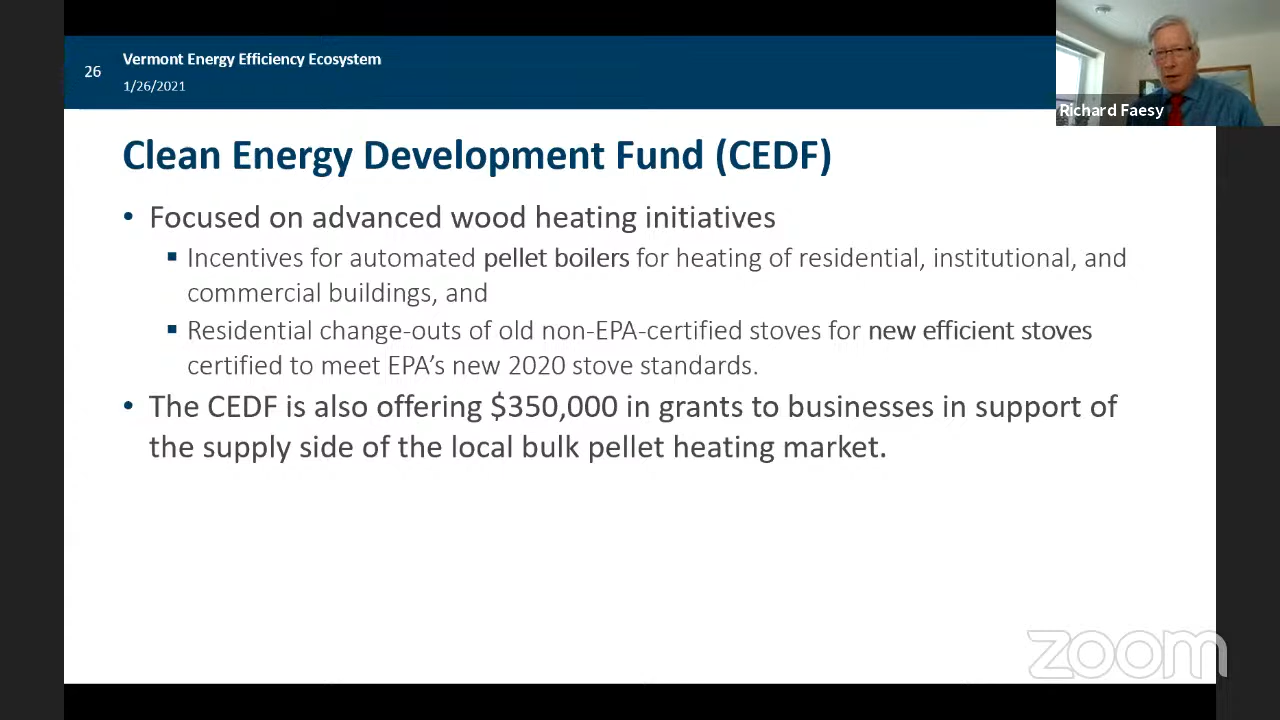 26
Vermont Energy Efficiency Ecosystem
1/26/2021
Richard Faesy
Clean Energy Development Fund (CEDF)
• Focused on advanced wood heating initiatives
▪ Incentives for automated pellet boilers for heating of residential, institutional, and
commercial buildings, and
▪ Residential change-outs of old non-EPA-certified stoves for new efficient stoves
certified to meet EPA’s new 2020 stove standards.
• The CEDF is also offering $350,000 in grants to businesses in support of
the supply side of the local bulk pellet heating market.
zoom